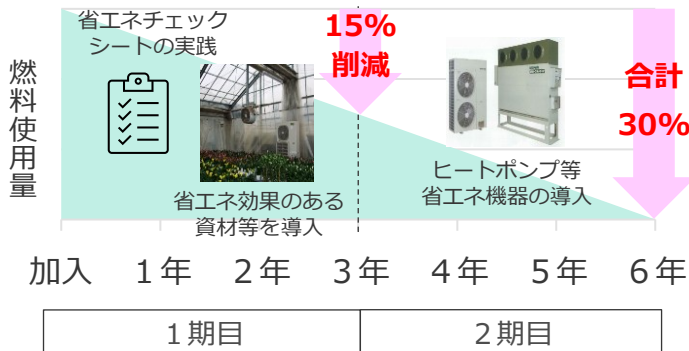 省エネチェック
シートの実践
15%
削減
合計
30%
燃料使用量
省エネ効果のある
資材等を導入
ヒートポンプ等
省エネ機器の導入
加入
１年
２年
３年
４年
５年
６年
１期目
２期目